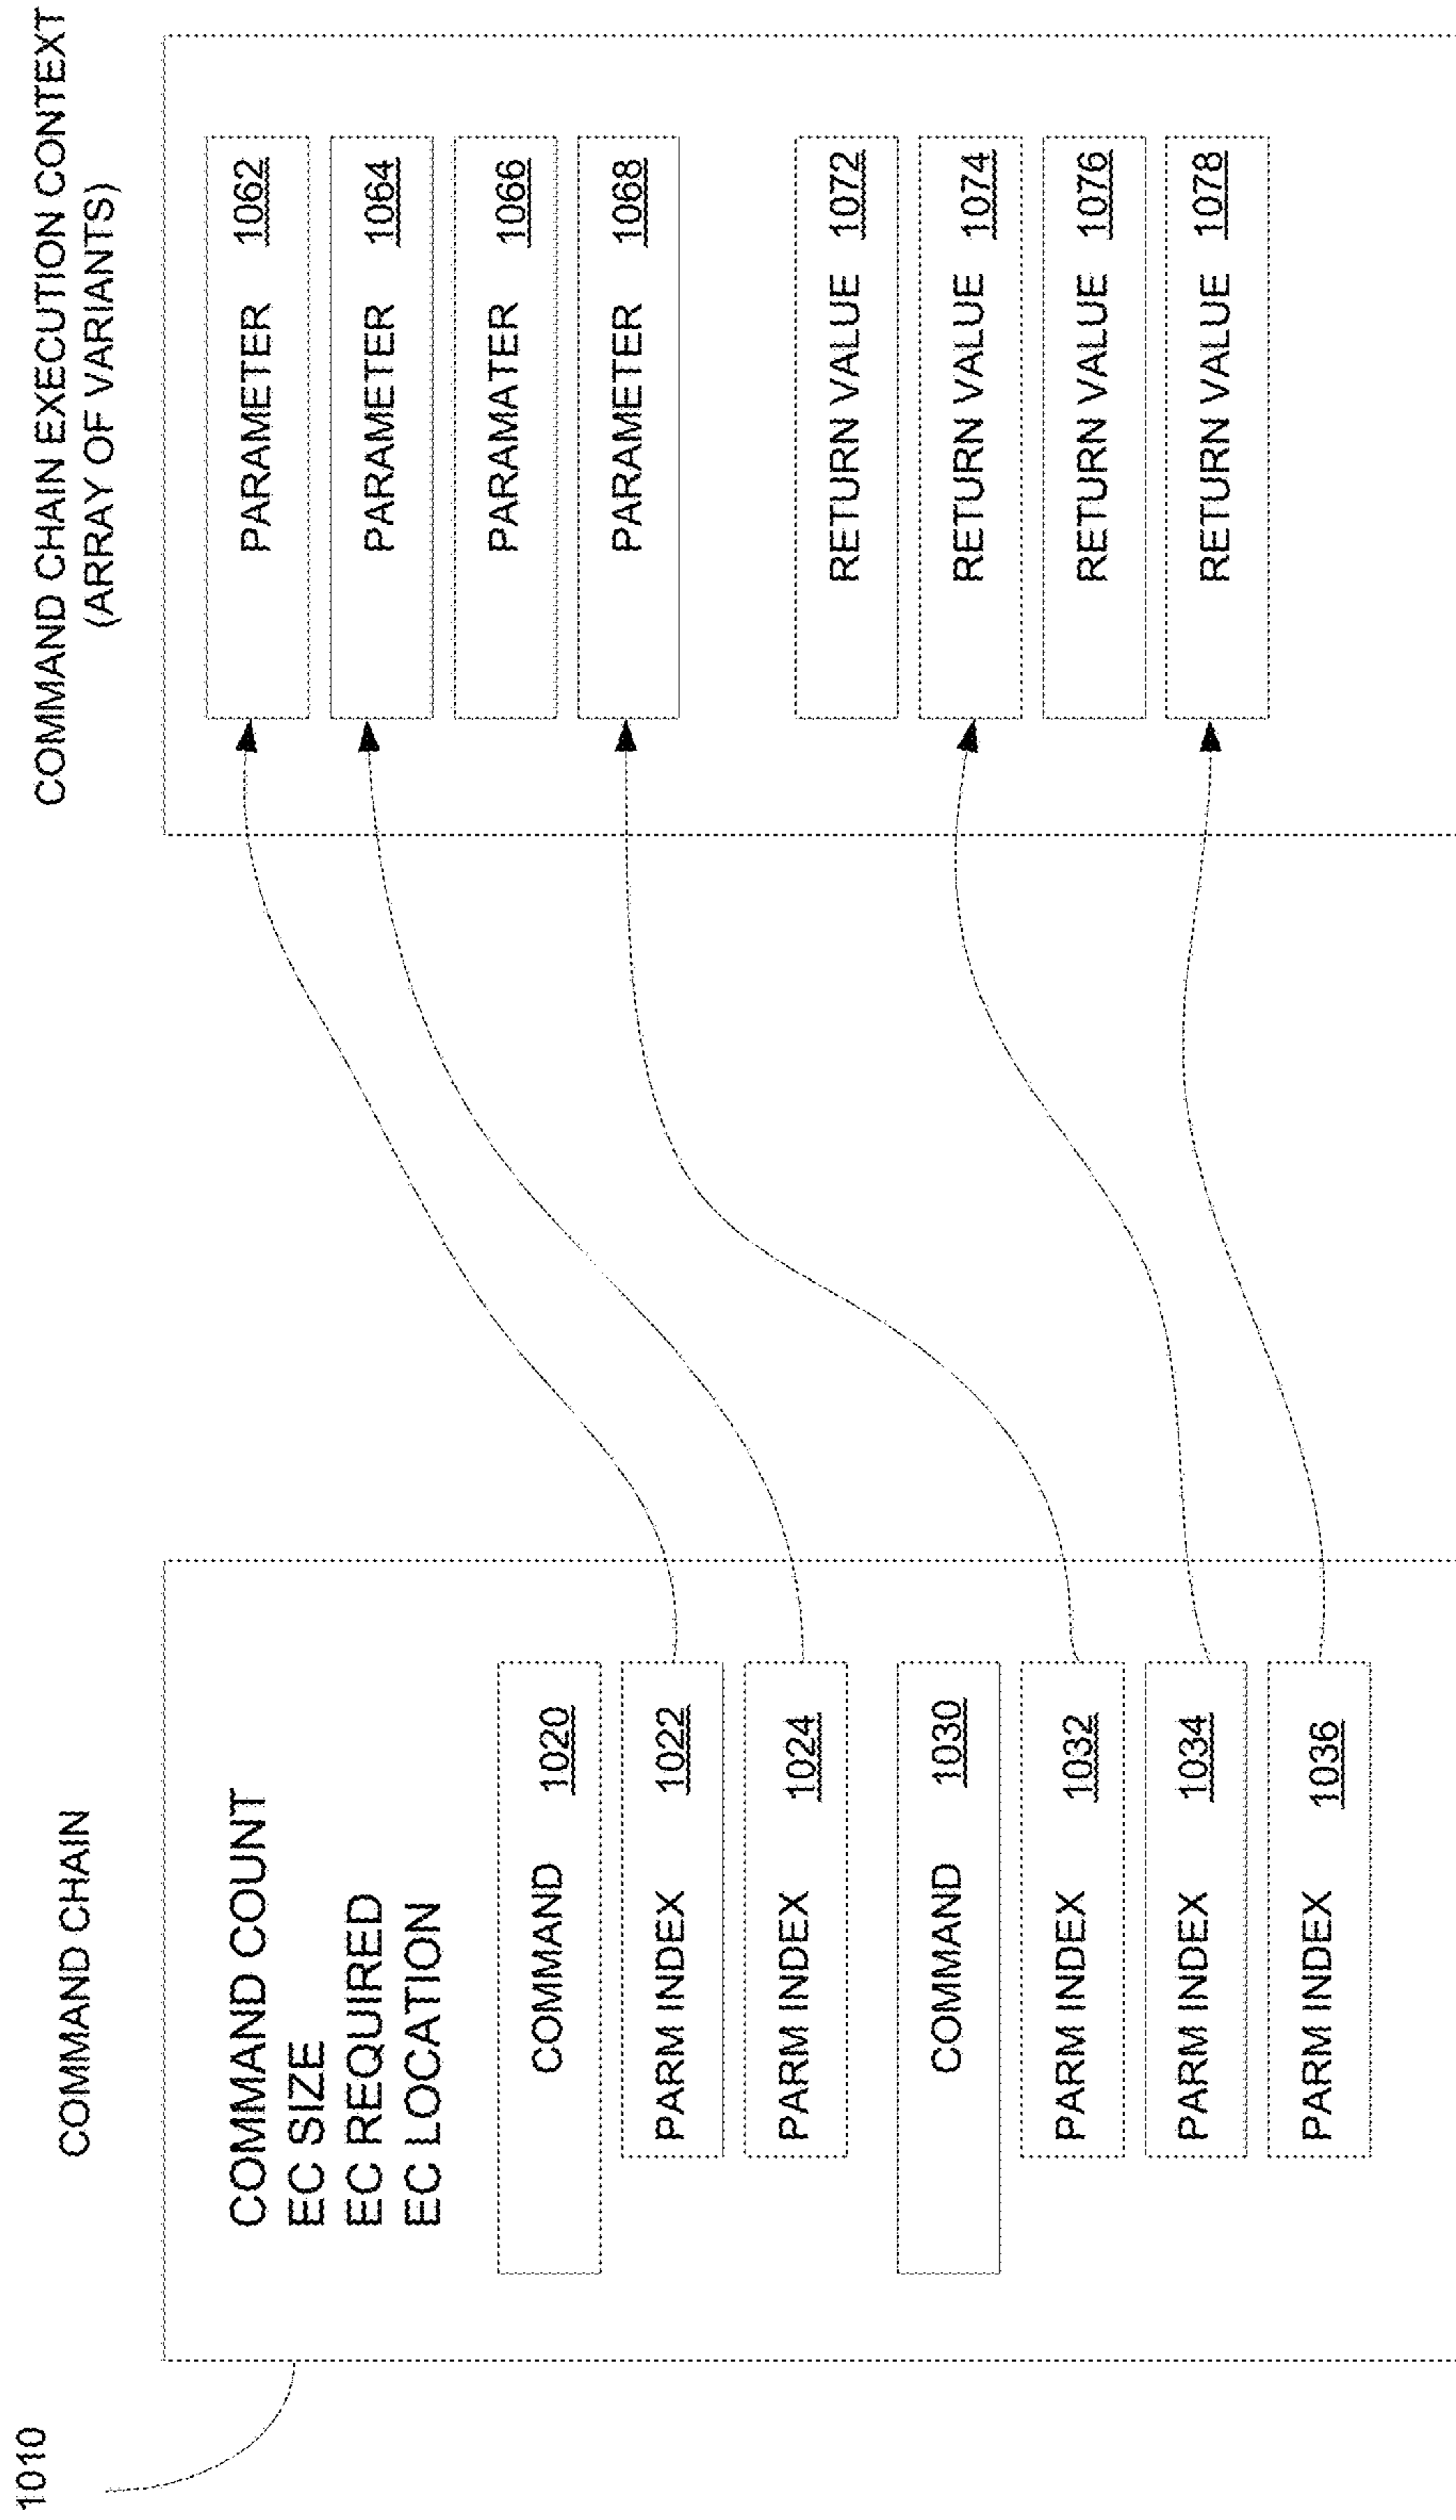 1010
COMMAND CHAIN
COMMAND COUNT
EC SIZE
EC REQUIRED
EC LOCATION
COMMAND 1020
PARM INDEX 1022
PARM INDEX 1024
COMMAND 1030
PARM INDEX 1032
PARM INDEX 1034
PARM INDEX 1036
COMMAND CHAIN EXECUTION CONTEXT
(ARRAY OF VARIANTS)
PARAMETER 1062
PARAMETER 1064
PARAMATER 1066
PARAMETER 1068
RETURN VALUE 1072
RETURN VALUE 1074
RETURN VALUE 1076
RETURN VALUE 1078